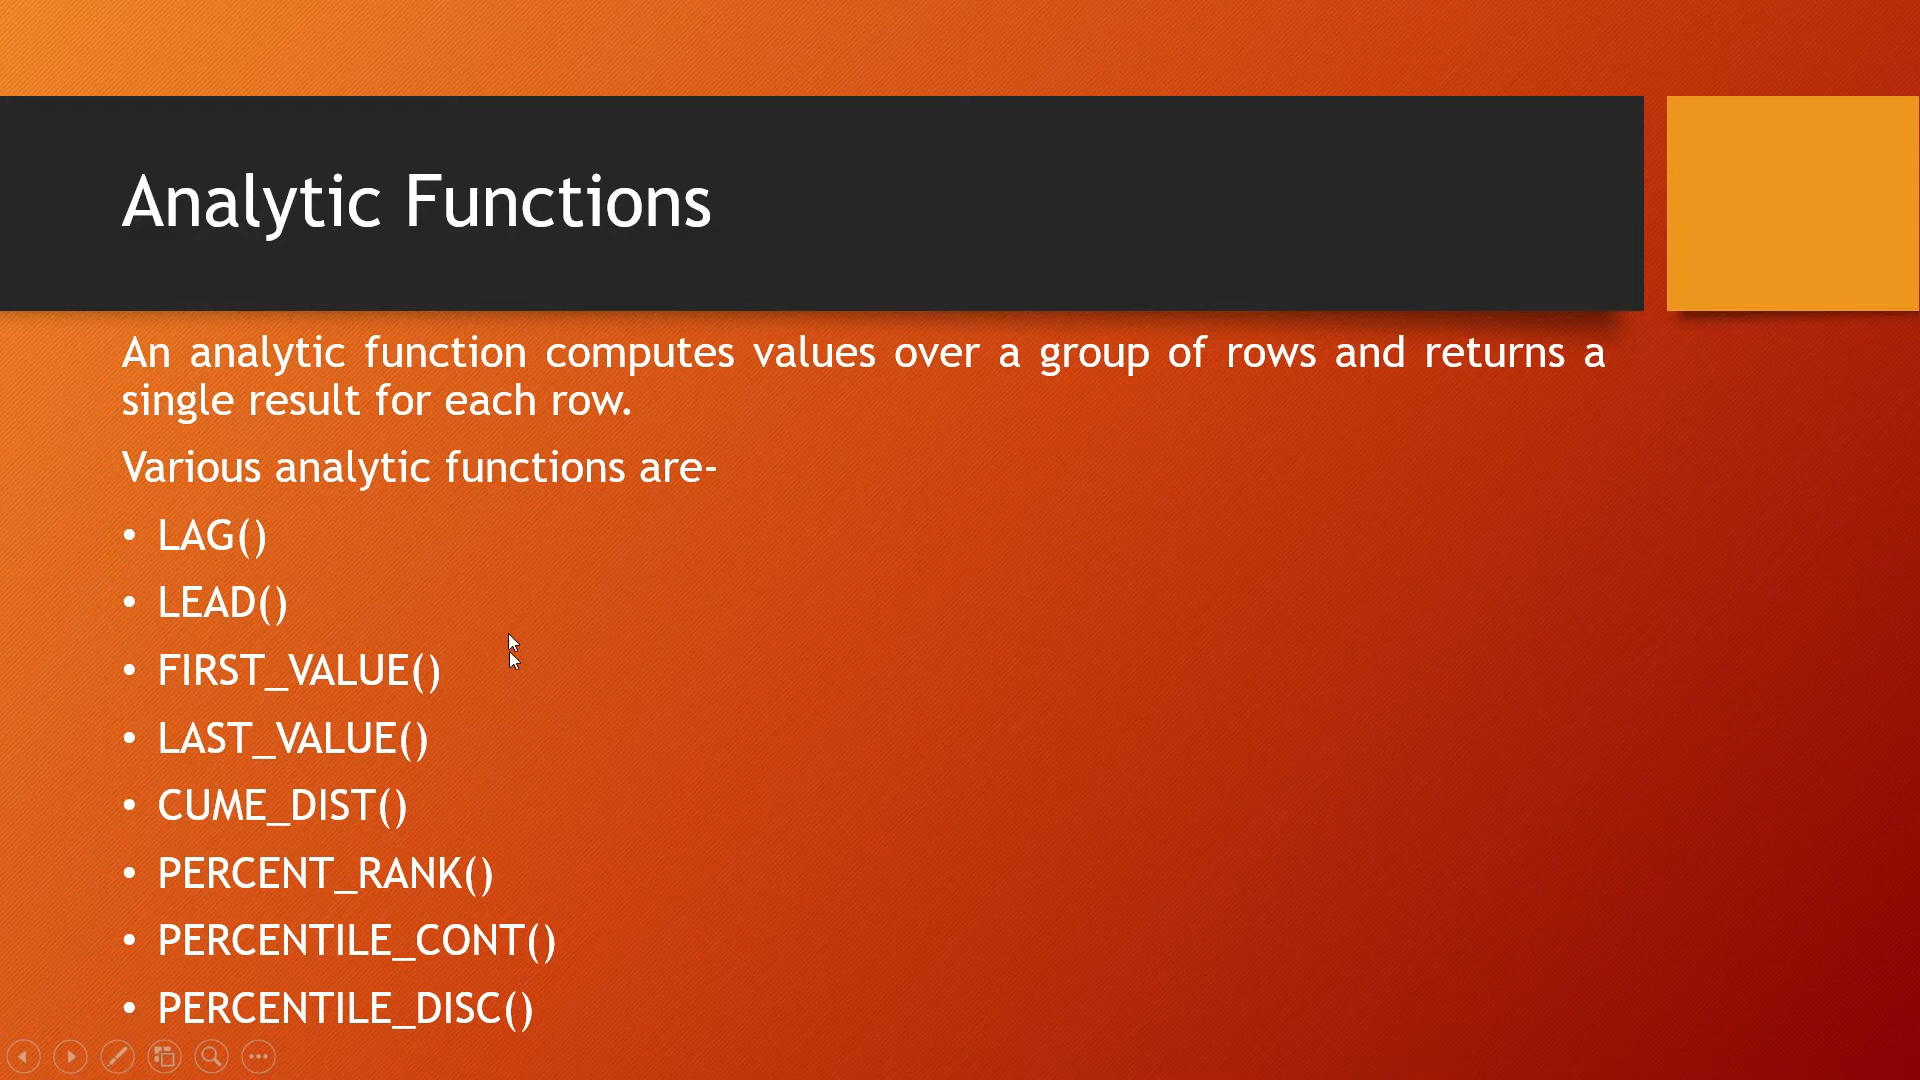 Analytic Functions
An analytic function computes values over a group of rows and returns a
single result for each row.
Various analytic functions are-
• LAG()
• LEAD()
• FIRST_VALUE()
• LAST_VALUE()
• CUME_DIST()
• PERCENT_RANK()
• PERCENTILE_CONT()
• PERCENTILE_DISC()